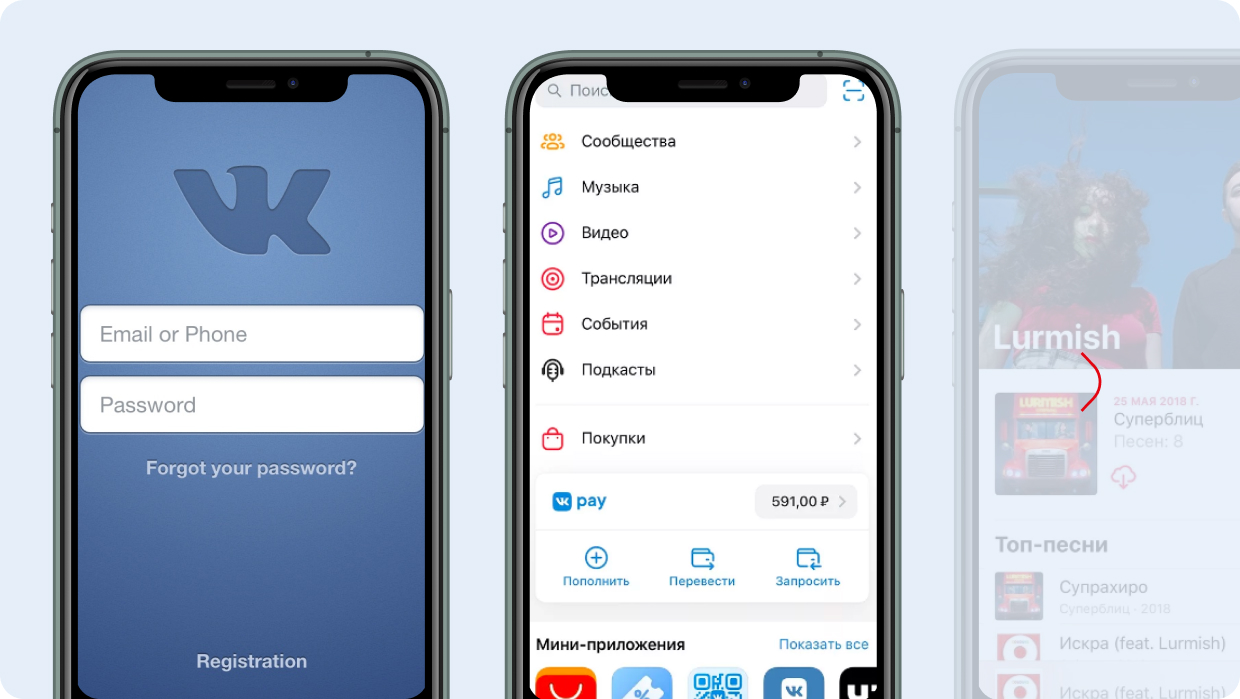 Email or Phone
Password
Forgot your password?
Registration
Поис
Сообщества
Музыка
Видео
Трансляции
События
Подкасты
Покупки
pay
591,00 ₽
Пополнить
Перевести
Запросить
Мини-приложения
Показать все
Lurmish
LURMISH
25 МАЯ 2018 Г.
Суперблиц
Песен: 8
Топ-песни
Супрахиро
Суперблиц · 2018
Искра (feat. Lurmish)
Искра (feat. Lurmish)